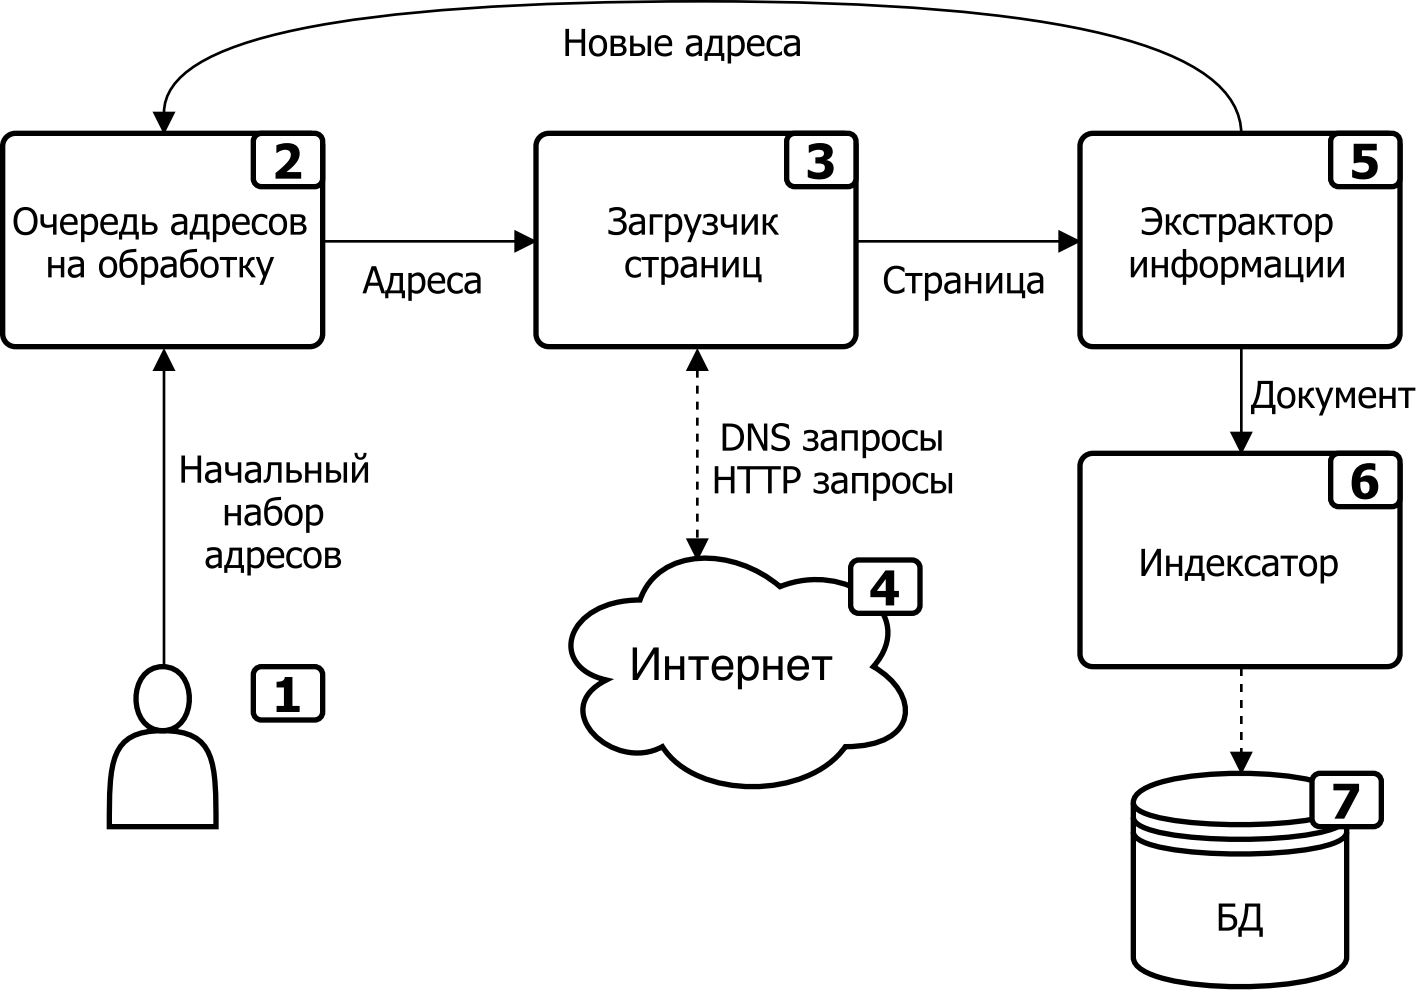 Новые адреса
2
Очередь адресов
на обработку
Адреса
3
Загрузчик
страниц
Страница
5
Экстрактор
информации
Начальный
набор
адресов
DNS запросы
HTTP запросы
Документ
6
Индексатор
1
4
Интернет
7
БД